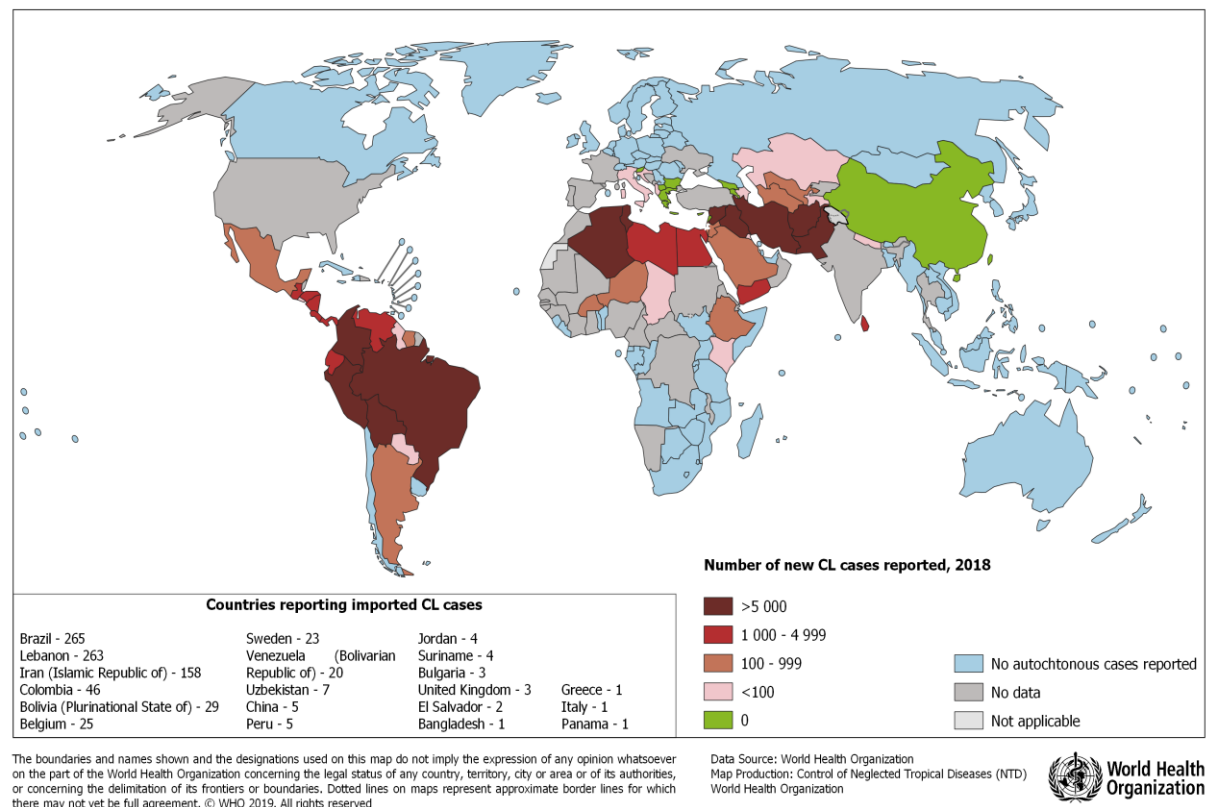 Number of new CL cases reported, 2018
>5 000
1 000 - 4 999
100 - 999
<100
0
No autochtonous cases reported
No data
Not applicable
Countries reporting imported CL cases
Brazil - 265
Lebanon - 263
Iran (Islamic Republic of) - 158
Colombia - 46
Bolivia (Plurinational State of) - 29
Belgium - 25
Sweden - 23
Venezuela (Bolivarian
Republic of) - 20
Uzbekistan - 7
China - 5
Peru - 5
Jordan - 4
Suriname - 4
Bulgaria - 3
United Kingdom - 3
El Salvador - 2
Bangladesh - 1
Greece - 1
Italy - 1
Panama - 1
The boundaries and names shown and the designations used on this map do not imply the expression of any opinion whatsoever
on the part of the World Health Organization concerning the legal status of any country, territory, city or area or of its authorities,
or concerning the delimitation of its frontiers or boundaries. Dotted lines on maps represent approximate border lines for which
there may not yet be full agreement. © WHO 2019. All rights reserved
Data Source: World Health Organization
Map Production: Control of Neglected Tropical Diseases (NTD)
World Health Organization
World Health
Organization